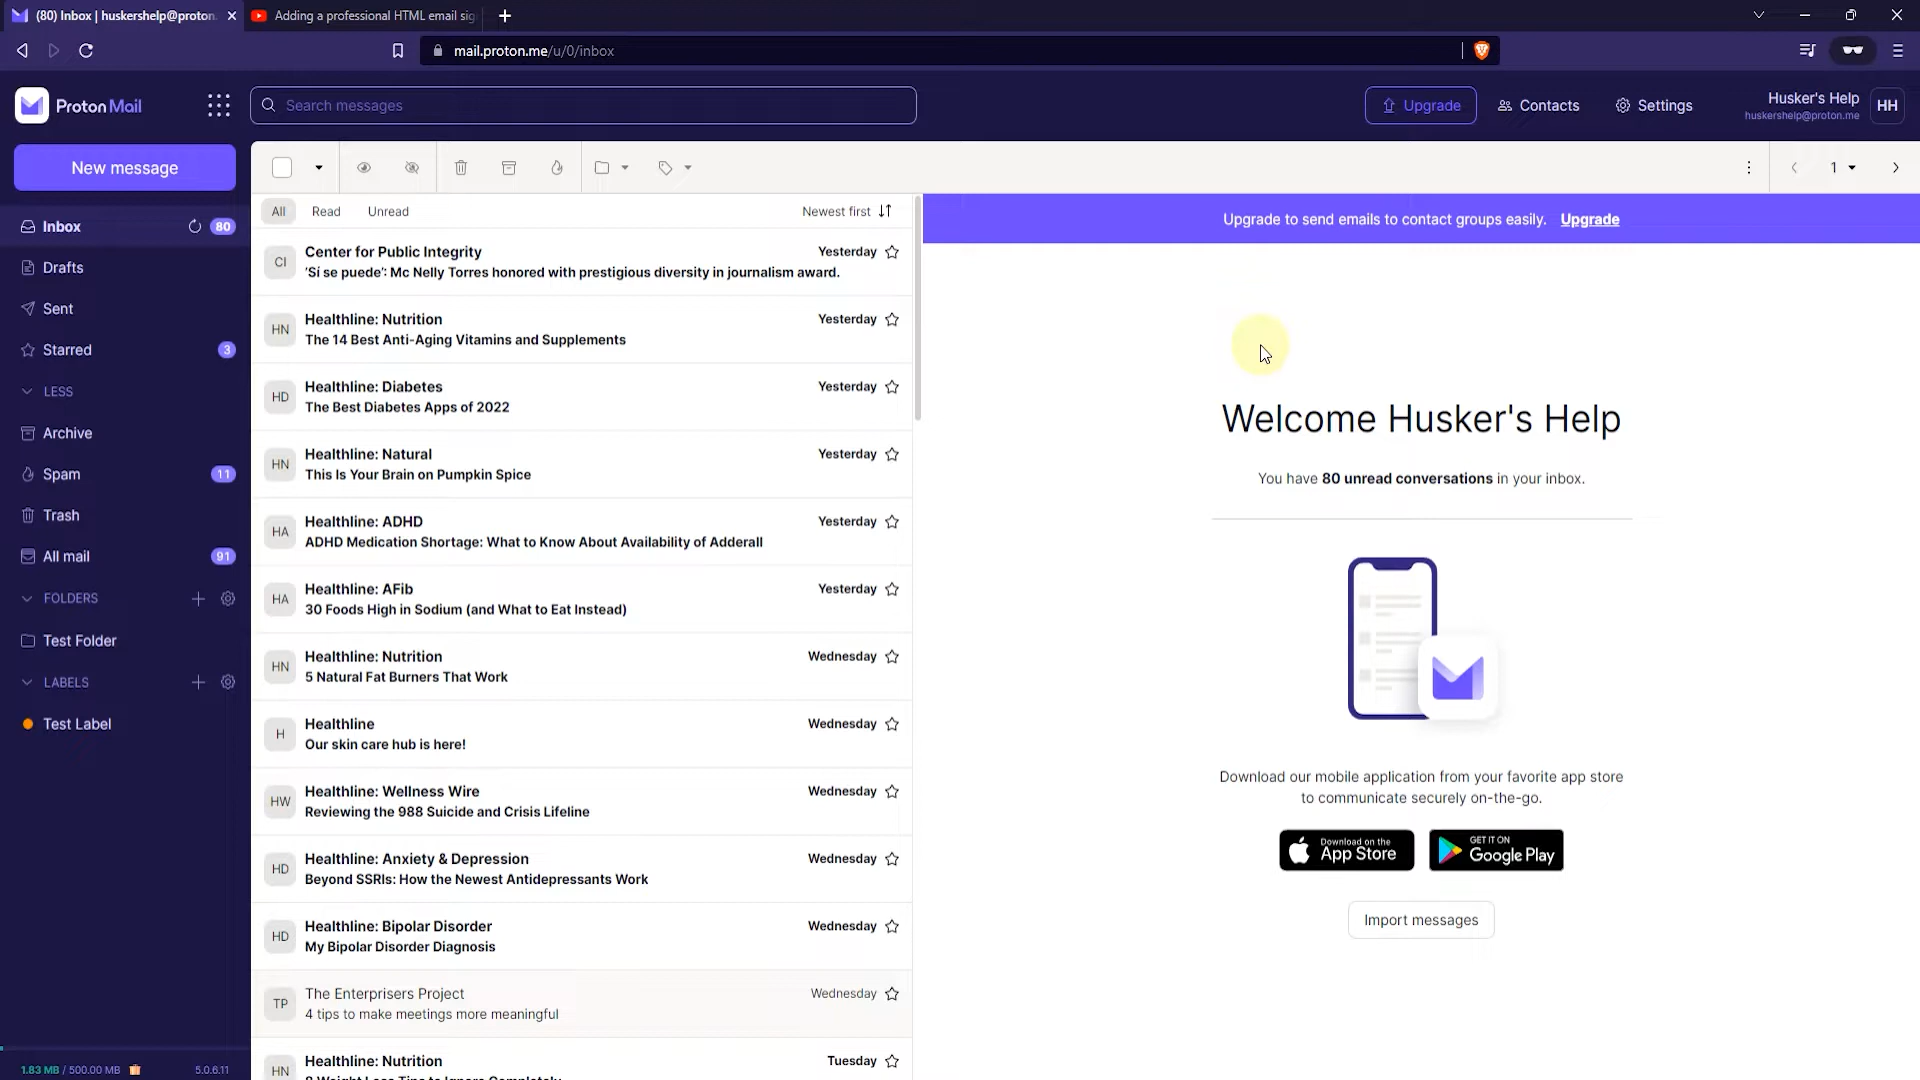 (80) Inbox | huskershelp@proton.
Adding a professional HTML email sig
mail.proton.me/u/0/inbox
Proton Mail
Search messages
Upgrade
Contacts
Settings
Husker's Help
huskershelp@proton.me
HH
New message
1
Inbox
80
Drafts
Sent
Starred
3
LESS
Archive
Spam
11
Trash
All mail
91
FOLDERS
Test Folder
LABELS
Test Label
1.83 MB / 500.00 MB
5.0.6.11
All
Read
Unread
Newest first
CI
Center for Public Integrity
Yesterday
'Sí se puede': Mc Nelly Torres honored with prestigious diversity in journalism award.
HN
Healthline: Nutrition
Yesterday
The 14 Best Anti-Aging Vitamins and Supplements
HD
Healthline: Diabetes
Yesterday
The Best Diabetes Apps of 2022
HN
Healthline: Natural
Yesterday
This Is Your Brain on Pumpkin Spice
HA
Healthline: ADHD
Yesterday
ADHD Medication Shortage: What to Know About Availability of Adderall
HA
Healthline: AFib
Yesterday
30 Foods High in Sodium (and What to Eat Instead)
HN
Healthline: Nutrition
Wednesday
5 Natural Fat Burners That Work
H
Healthline
Wednesday
Our skin care hub is here!
HW
Healthline: Wellness Wire
Wednesday
Reviewing the 988 Suicide and Crisis Lifeline
HD
Healthline: Anxiety & Depression
Wednesday
Beyond SSRIs: How the Newest Antidepressants Work
HD
Healthline: Bipolar Disorder
Wednesday
My Bipolar Disorder Diagnosis
TP
The Enterprisers Project
Wednesday
4 tips to make meetings more meaningful
HN
Healthline: Nutrition
Tuesday
8 Weight Loss Tips to Ignore Completely
Upgrade to send emails to contact groups easily. Upgrade
Welcome Husker's Help
You have 80 unread conversations in your inbox.
Download our mobile application from your favorite app store
to communicate securely on-the-go.
Download on the
App Store
GET IT ON
Google Play
Import messages